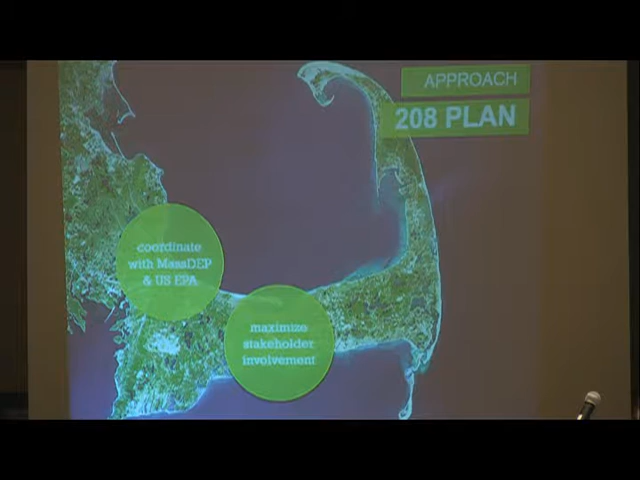 APPROACH
208 PLAN
coordinate
with MassDEP
& US EPA
maximize
stakeholder
involvement